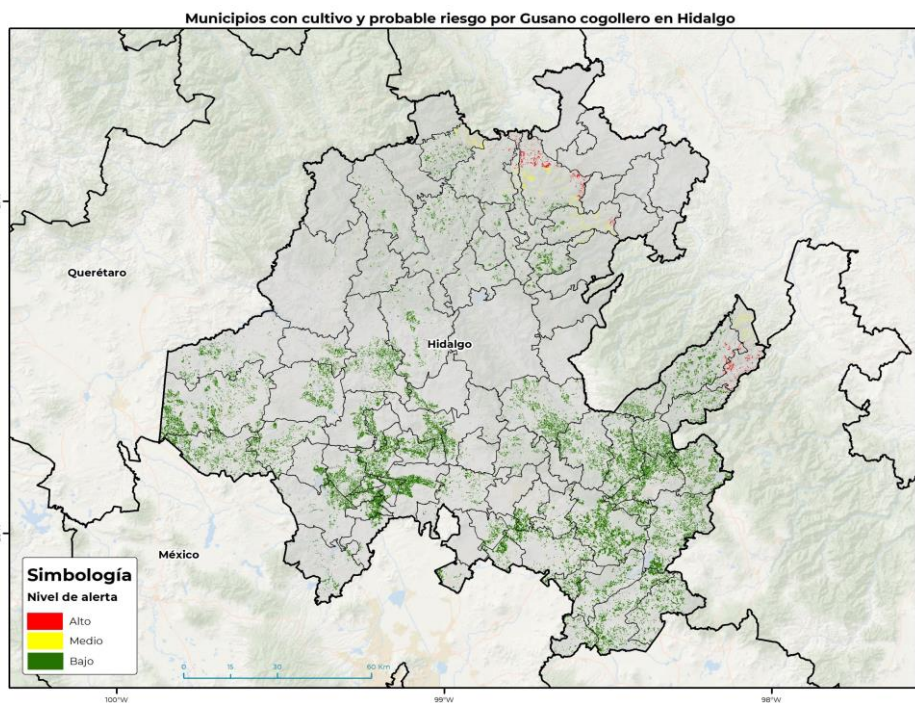 Municipios con cultivo y probable riesgo por Gusano cogollero en Hidalgo
Querétaro
Hidalgo
México
Simbología
Nivel de alerta
Alto
Medio
Bajo
0 15 30 60 Km
100°W 99°W 98°W